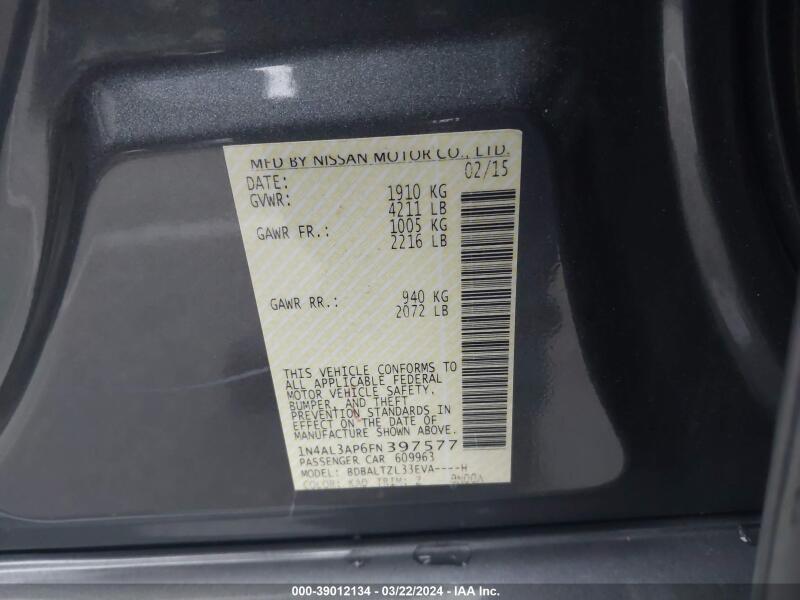 MFD BY NISSAN MOTOR CO., LTD.
DATE: 02/15
GVWR: 1910 KG
4211 LB
GAWR FR.: 1005 KG
2216 LB
GAWR RR.: 940 KG
2072 LB
THIS VEHICLE CONFORMS TO
ALL APPLICABLE FEDERAL
MOTOR VEHICLE SAFETY,
BUMPER, AND THEFT
PREVENTION STANDARDS IN
EFFECT ON THE DATE OF
MANUFACTURE SHOWN ABOVE.
1N4AL3AP6FN397577
PASSENGER CAR 609963
MODEL: BDBALTZL33EVA----H
COLOR: KAD TRIM: Z
000-39012134 - 03/22/2024 - IAA Inc.